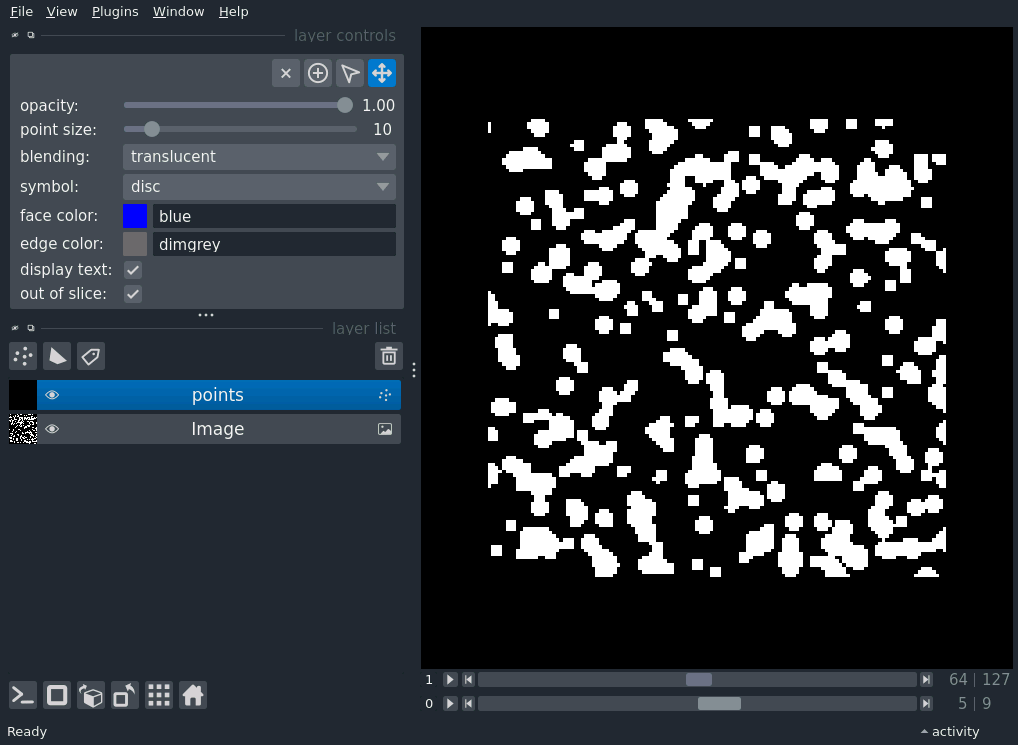 File View Plugins Window Help
layer controls
opacity: 1.00
point size: 10
blending: translucent
symbol: disc
face color: blue
edge color: dimgrey
display text:
out of slice:
layer list
points
Image
1 64 | 127
0 5 | 9
Ready activity